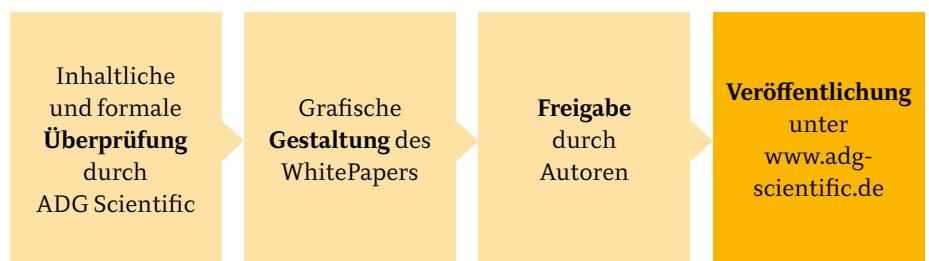 Inhaltliche
und formale
Überprüfung
durch
ADG Scientific
Grafische
Gestaltung des
WhitePapers
Freigabe
durch
Autoren
Veröffentlichung
unter
www.adg-
scientific.de